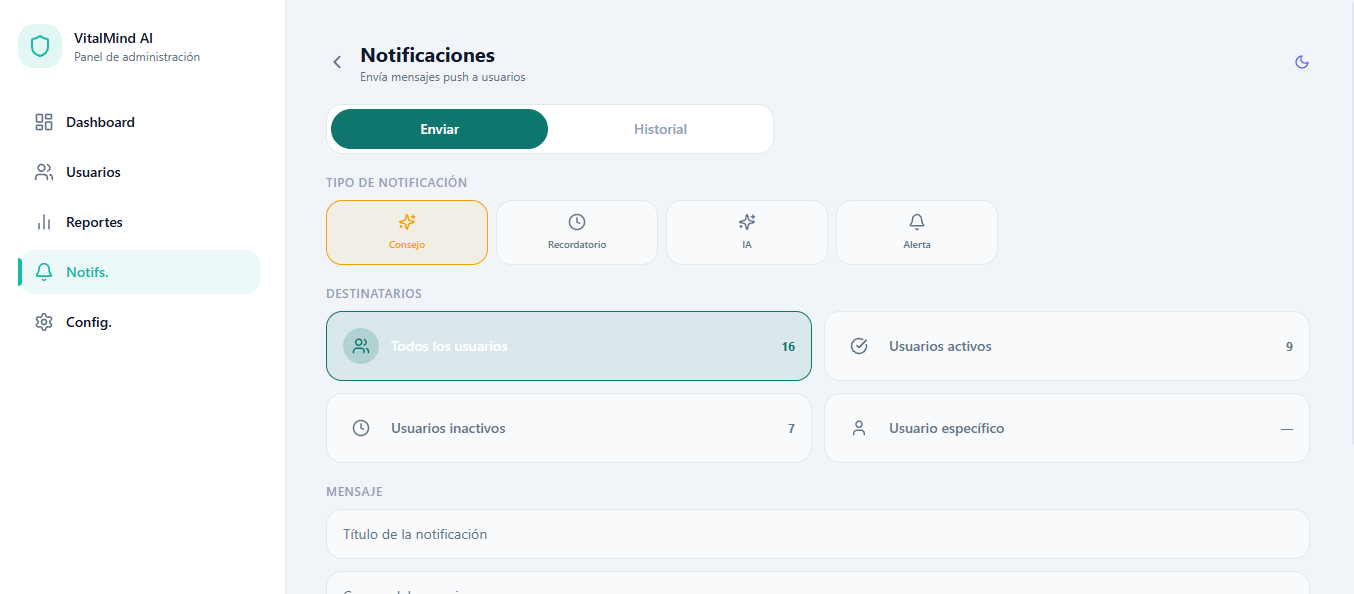 VitalMind AI
Panel de administración
Dashboard
Usuarios
Reportes
Notifs.
Config.
Notificaciones
Envía mensajes push a usuarios
Enviar
Historial
TIPO DE NOTIFICACIÓN
Consejo
Recordatorio
IA
Alerta
DESTINATARIOS
Todos los usuarios 16
Usuarios activos 9
Usuarios inactivos 7
Usuario específico —
MENSAJE
Título de la notificación